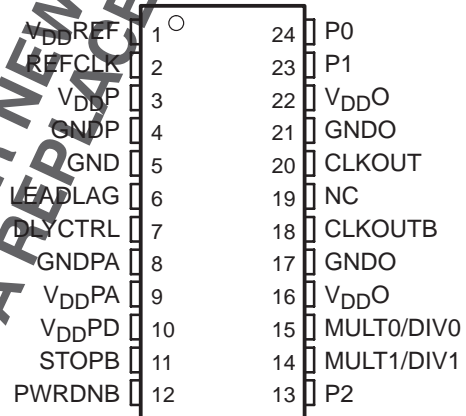 VDDREF 1 24 P0
REFCLK 2 23 P1
VDDP 3 22 VDDO
GNDP 4 21 GNDO
GND 5 20 CLKOUT
LEADLAG 6 19 NC
DLYCTRL 7 18 CLKOUTB
GNDPA 8 17 GNDO
VDDPA 9 16 VDDO
VDDPD 10 15 MULT0/DIV0
STOPB 11 14 MULT1/DIV1
PWRDNB 12 13 P2
NEW
A REPLACE